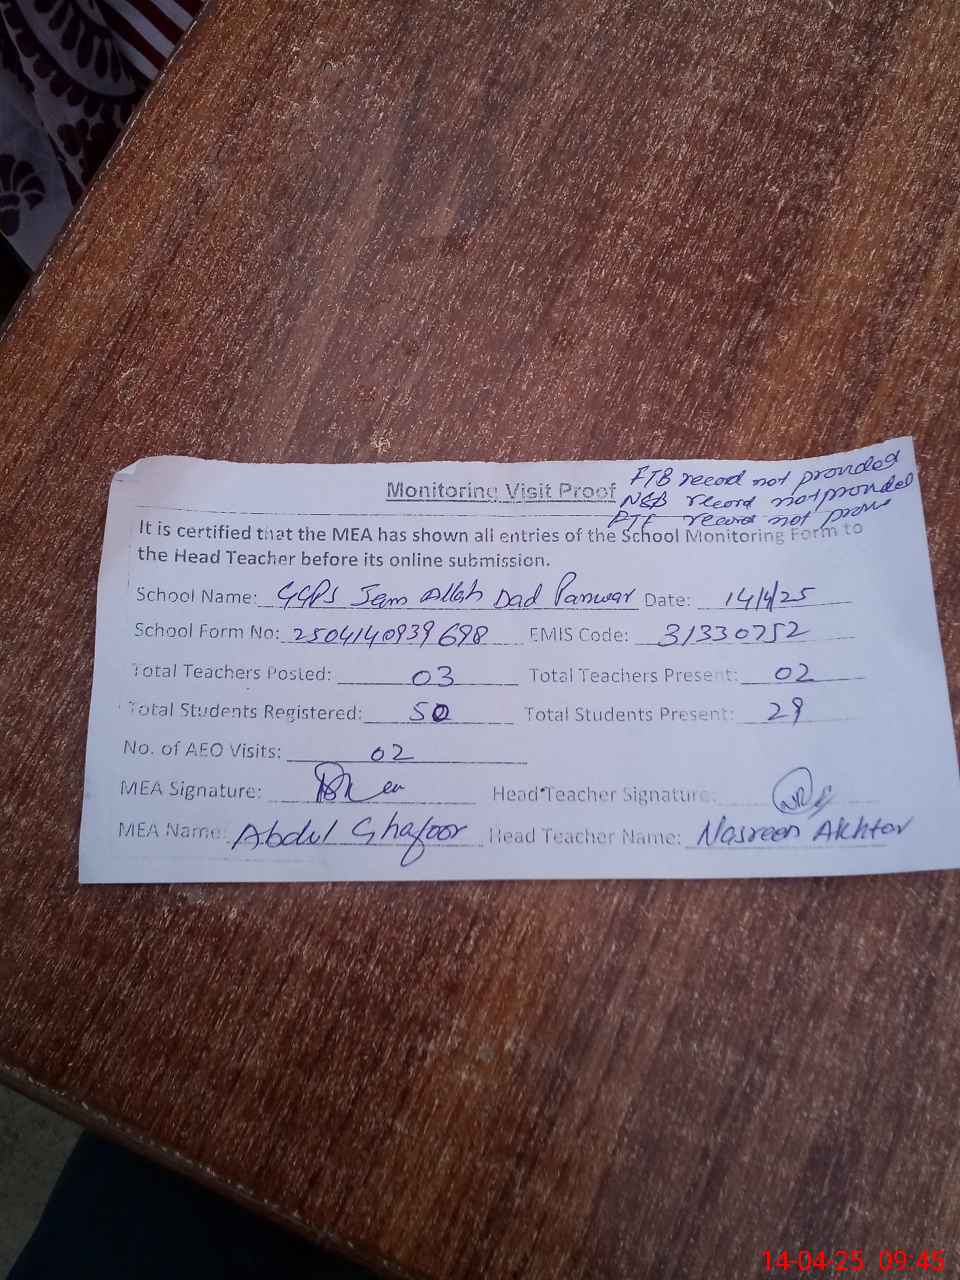 FTB record not provided
Monitoring Visit Proof NSB record not provided
FTF record not prove
It is certified that the MEA has shown all entries of the School Monitoring Form to
the Head Teacher before its online submission.
School Name: GGPS Jam Allah Dad Panwar Date: 14/4/25
School Form No: 2504140939698 EMIS Code: 31330752
Total Teachers Posted: 03 Total Teachers Present: 02
Total Students Registered: 50 Total Students Present: 29
No. of AEO Visits: 02
MEA Signature: Head Teacher Signature:
MEA Name: Abdul Ghafoor Head Teacher Name: Nasreen Akhtar
14-04-25 09:45